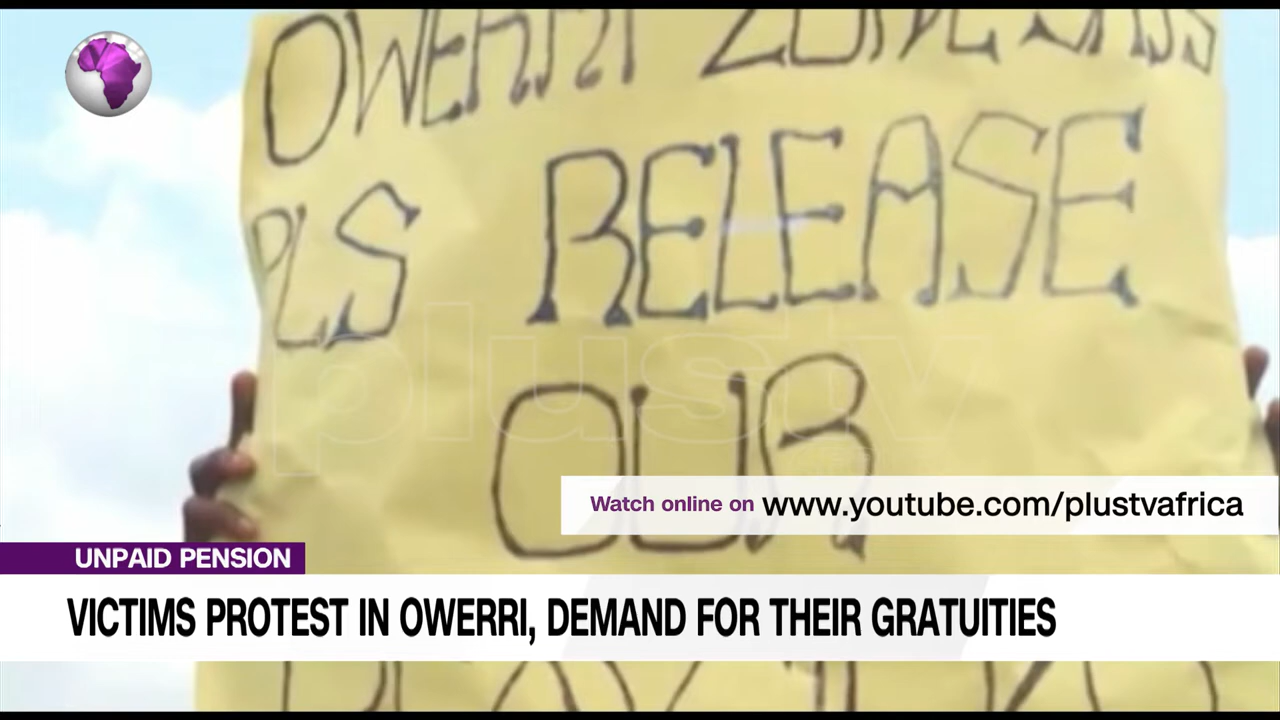 OWERRI
PLS RELEASE
OUR
plustv
Watch online on www.youtube.com/plustvafrica
UNPAID PENSION
VICTIMS PROTEST IN OWERRI, DEMAND FOR THEIR GRATUITIES